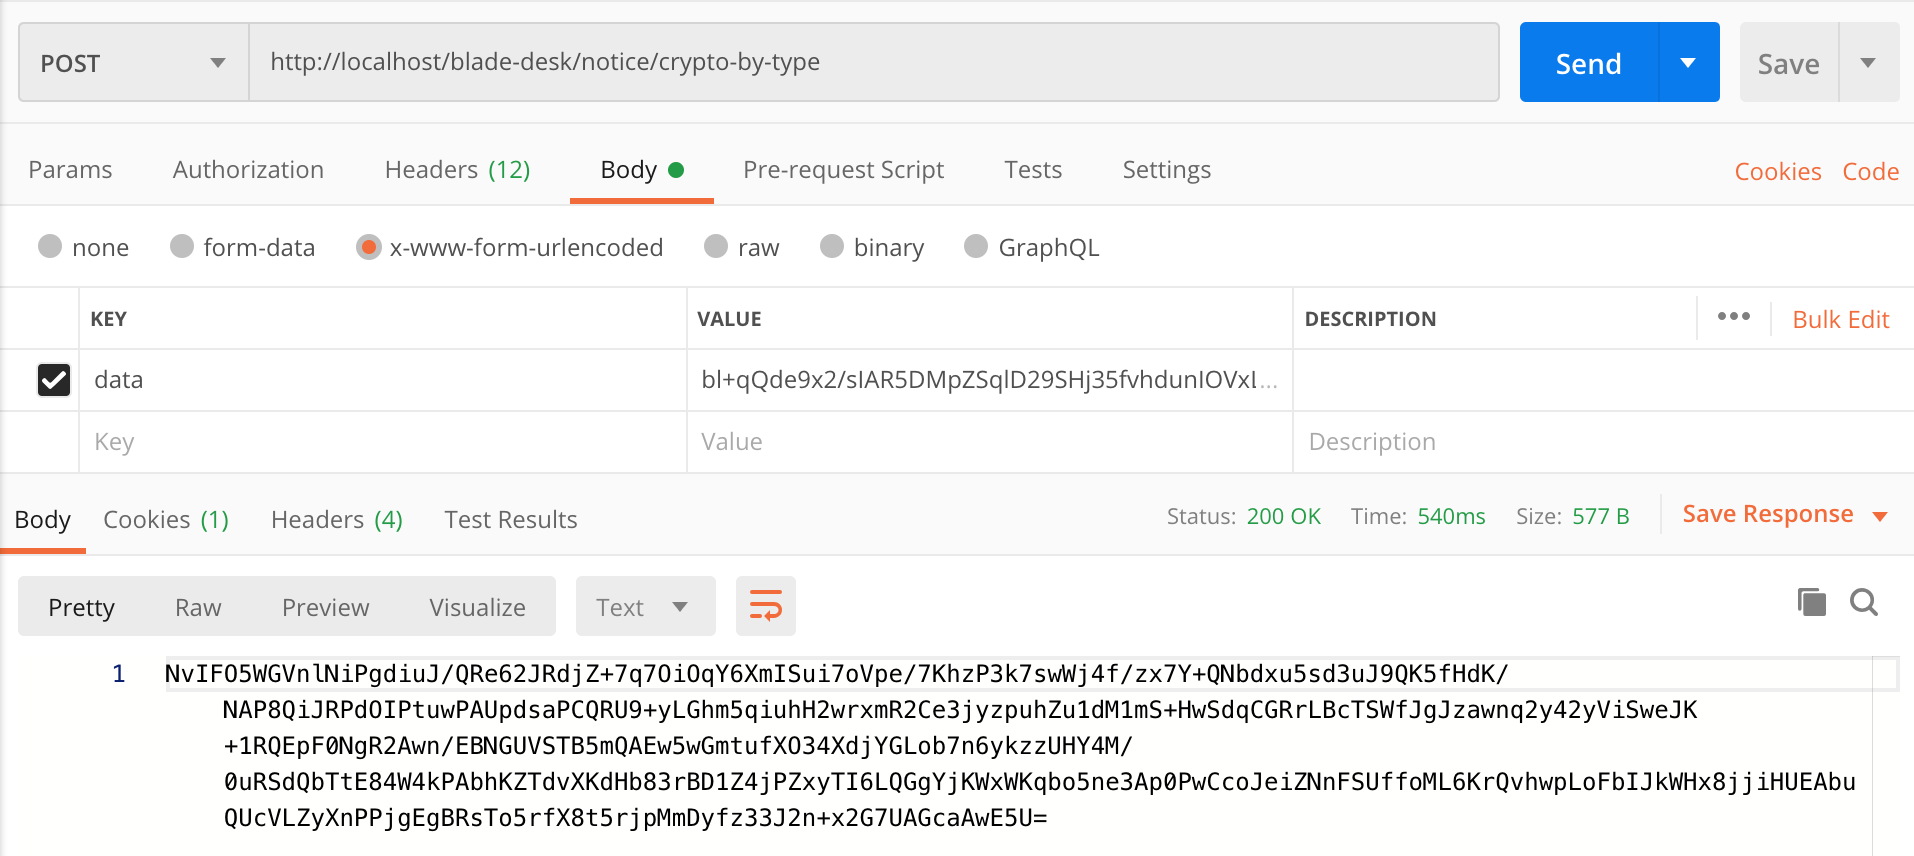 POST http://localhost/blade-desk/notice/crypto-by-type Send Save
Params Authorization Headers (12) Body Pre-request Script Tests Settings Cookies Code
none form-data x-www-form-urlencoded raw binary GraphQL
KEY VALUE DESCRIPTION ••• Bulk Edit
data bl+qQde9x2/sIAR5DMpZSqlD29SHj35fvhdunIOVxI...
Key Value Description
Body Cookies (1) Headers (4) Test Results Status: 200 OK Time: 540ms Size: 577 B Save Response
Pretty Raw Preview Visualize Text
1 NvIFO5WGVnlNiPgdiuJ/QRe62JRdjZ+7q7OiOqY6XmISui7oVpe/7KhzP3k7swWj4f/zx7Y+QNbdxu5sd3uJ9QK5fHdK/
NAP8QiJRPdOIPtuwPAUpdsaPCQRU9+yLGhm5qiuhH2wrxmR2Ce3jyzpuhZu1dM1mS+HwSdqCGRrLBcTSWfJgJzawnq2y42yViSweJK
+1RQEpF0NgR2Awn/EBNGUVSTB5mQAEw5wGmtufXO34XdjYGLob7n6ykzzUHY4M/
0uRSdQbTtE84W4kPAbhKZTdvXKdHb83rBD1Z4jPZxyTI6LQGgYjKWxWKqbo5ne3Ap0PwCcoJeiZNnFSUffoML6KrQvhwpLoFbIJkWHx8jjiHUEAbu
QUcVLZyXnPPjgEgBRsTo5rfX8t5rjpMmDyfz33J2n+x2G7UAGcaAwE5U=